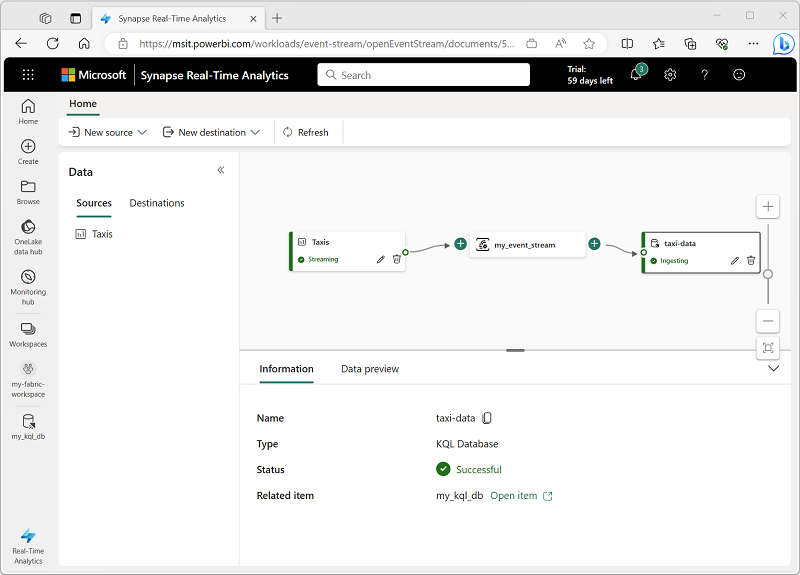 Synapse Real-Time Analytics
https://msit.powerbi.com/workloads/event-stream/openEventStream/documents/5...
Microsoft
Synapse Real-Time Analytics
Search
Trial:
59 days left
3
Home
Create
Browse
OneLake
data hub
Monitoring
hub
Workspaces
my-fabric-
workspace
my_kql_db
Real-Time
Analytics
Home
New source
New destination
Refresh
Data
Sources
Destinations
Taxis
Taxis
Streaming
my_event_stream
taxi-data
Ingesting
Information
Data preview
Name
taxi-data
Type
KQL Database
Status
Successful
Related item
my_kql_db Open item